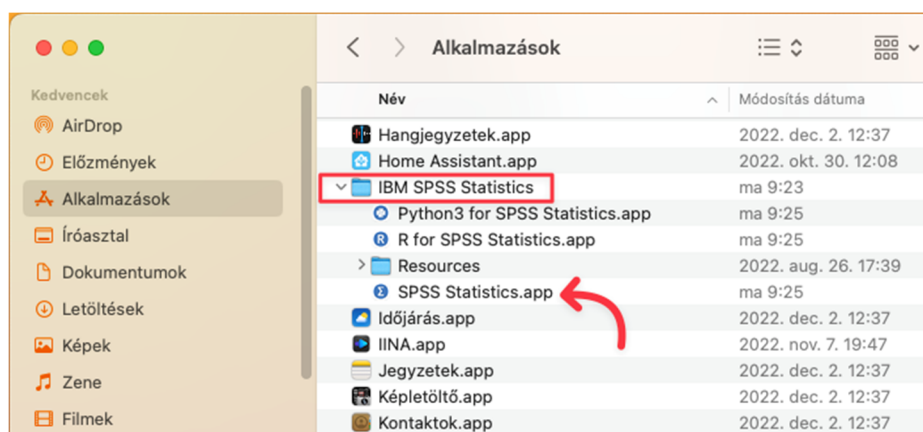 Alkalmazások
Kedvencek
AirDrop
Előzmények
Alkalmazások
Íróasztal
Dokumentumok
Letöltések
Képek
Zene
Filmek
Név Módosítás dátuma
Hangjegyzetek.app 2022. dec. 2. 12:37
Home Assistant.app 2022. okt. 30. 12:08
IBM SPSS Statistics ma 9:23
Python3 for SPSS Statistics.app ma 9:25
R for SPSS Statistics.app ma 9:25
Resources 2022. aug. 26. 17:39
SPSS Statistics.app ma 9:25
Időjárás.app 2022. dec. 2. 12:37
IINA.app 2022. nov. 7. 19:47
Jegyzetek.app 2022. dec. 2. 12:37
Képletöltő.app 2022. dec. 2. 12:37
Kontaktok.app 2022. dec. 2. 12:37